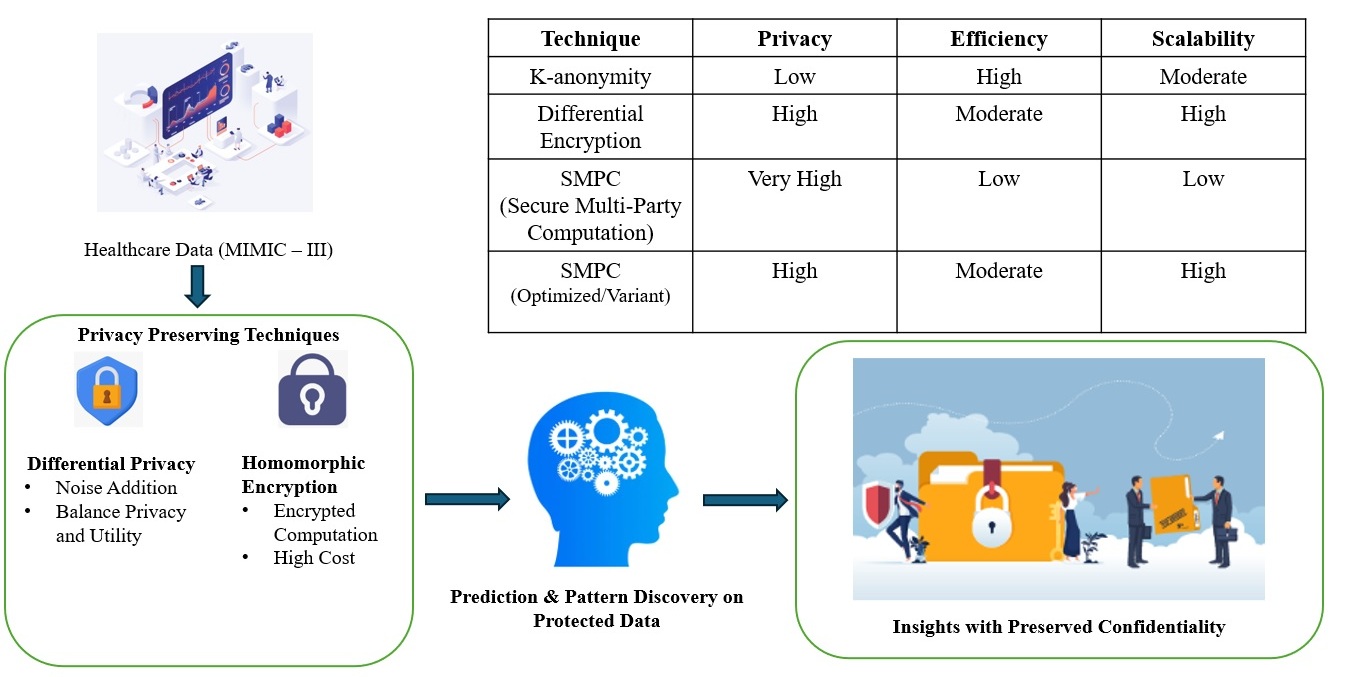 Technique Privacy Efficiency Scalability
K-anonymity Low High Moderate
Differential High Moderate High
Encryption
SMPC Very High Low Low
(Secure Multi-Party
Computation)
SMPC High Moderate High
(Optimized/Variant)
Healthcare Data (MIMIC – III)
Privacy Preserving Techniques
Differential Privacy
• Noise Addition
• Balance Privacy
and Utility
Homomorphic
Encryption
• Encrypted
Computation
• High Cost
Prediction & Pattern Discovery on
Protected Data
Insights with Preserved Confidentiality